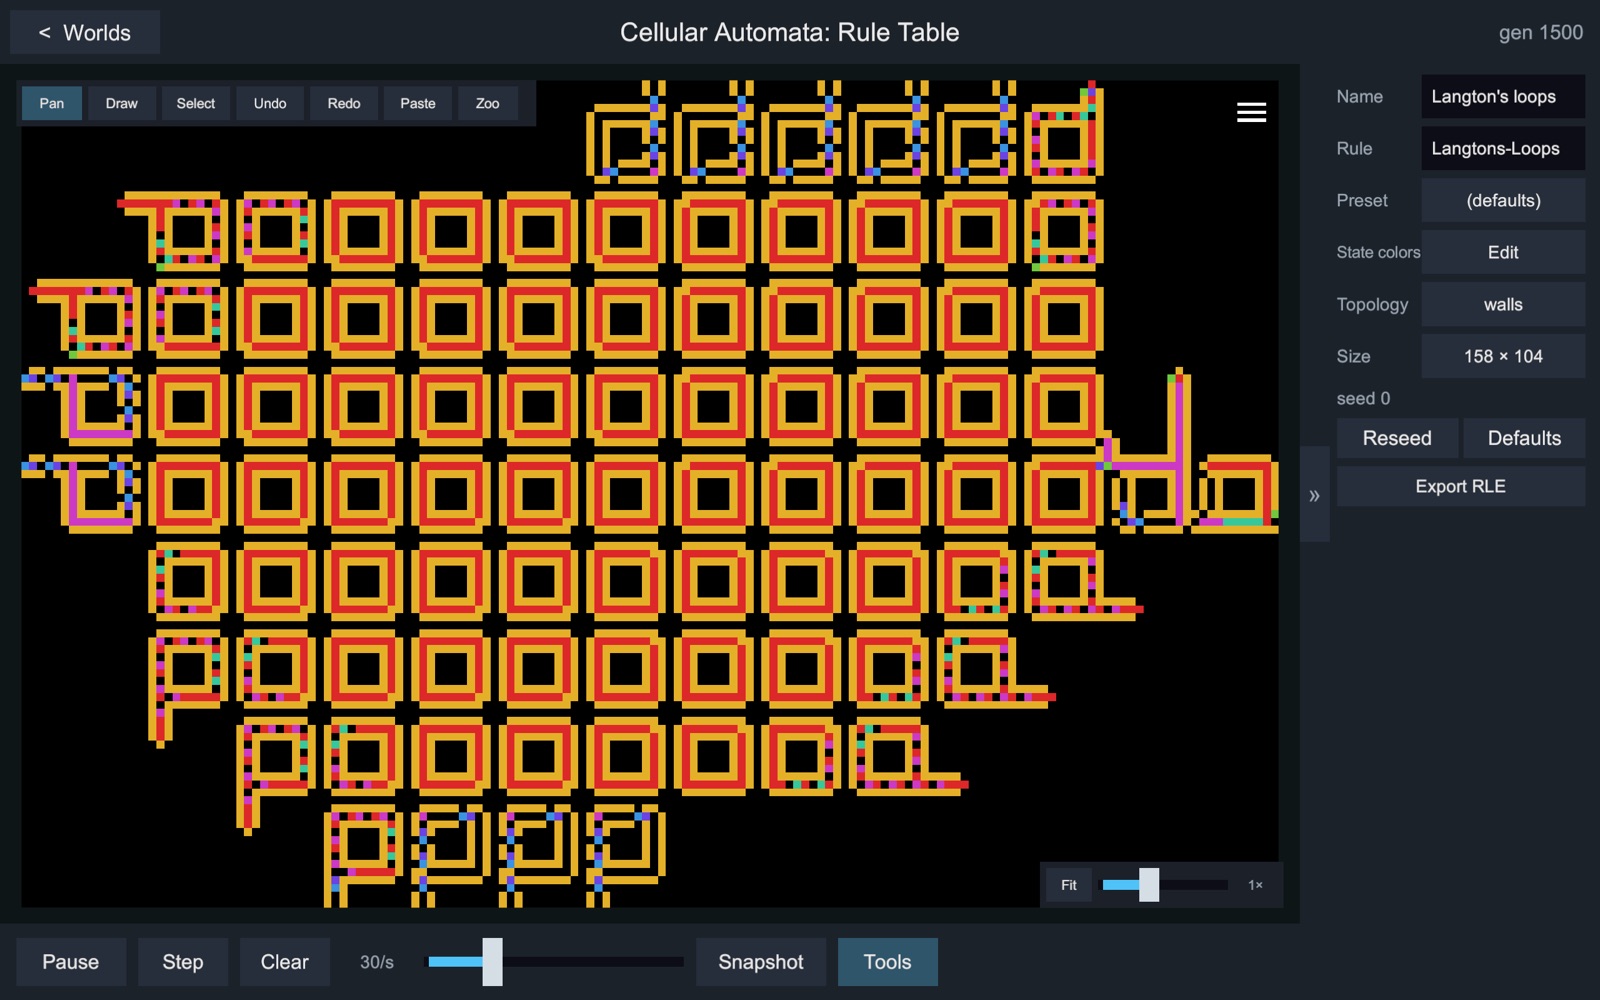 < Worlds
Cellular Automata: Rule Table
gen 1500
Pan Draw Select Undo Redo Paste Zoo
Name Langton's loops
Rule Langtons-Loops
Preset (defaults)
State colors Edit
Topology walls
Size 158 × 104
seed 0
Reseed Defaults
Export RLE
»
Fit 1×
Pause Step Clear 30/s Snapshot Tools